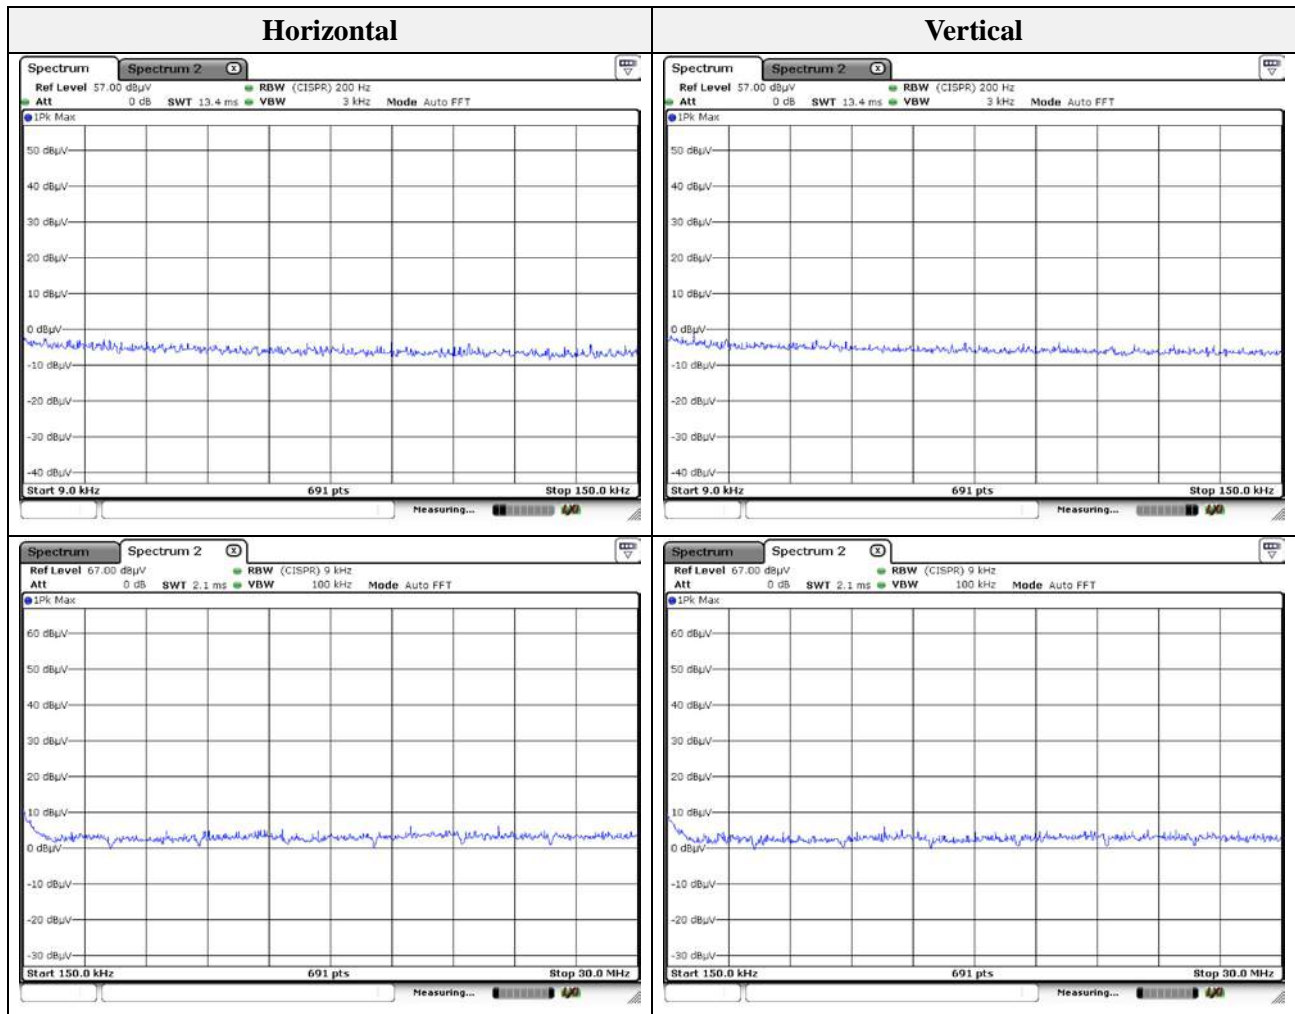 Horizontal
Vertical
Spectrum Spectrum 2 X
Ref Level 57.00 dBµV RBW (CISPR) 200 Hz
Att 0 dB SWT 13.4 ms VBW 3 kHz Mode Auto FFT
1Pk Max
50 dBµV
40 dBµV
30 dBµV
20 dBµV
10 dBµV
0 dBµV
-10 dBµV
-20 dBµV
-30 dBµV
-40 dBµV
Start 9.0 kHz 691 pts Stop 150.0 kHz
Measuring...
Spectrum Spectrum 2 X
Ref Level 57.00 dBµV RBW (CISPR) 200 Hz
Att 0 dB SWT 13.4 ms VBW 3 kHz Mode Auto FFT
1Pk Max
50 dBµV
40 dBµV
30 dBµV
20 dBµV
10 dBµV
0 dBµV
-10 dBµV
-20 dBµV
-30 dBµV
-40 dBµV
Start 9.0 kHz 691 pts Stop 150.0 kHz
Measuring...
Spectrum Spectrum 2 X
Ref Level 67.00 dBµV RBW (CISPR) 9 kHz
Att 0 dB SWT 2.1 ms VBW 100 kHz Mode Auto FFT
1Pk Max
60 dBµV
50 dBµV
40 dBµV
30 dBµV
20 dBµV
10 dBµV
0 dBµV
-10 dBµV
-20 dBµV
-30 dBµV
Start 150.0 kHz 691 pts Stop 30.0 MHz
Measuring...
Spectrum Spectrum 2 X
Ref Level 67.00 dBµV RBW (CISPR) 9 kHz
Att 0 dB SWT 2.1 ms VBW 100 kHz Mode Auto FFT
1Pk Max
60 dBµV
50 dBµV
40 dBµV
30 dBµV
20 dBµV
10 dBµV
0 dBµV
-10 dBµV
-20 dBµV
-30 dBµV
Start 150.0 kHz 691 pts Stop 30.0 MHz
Measuring...